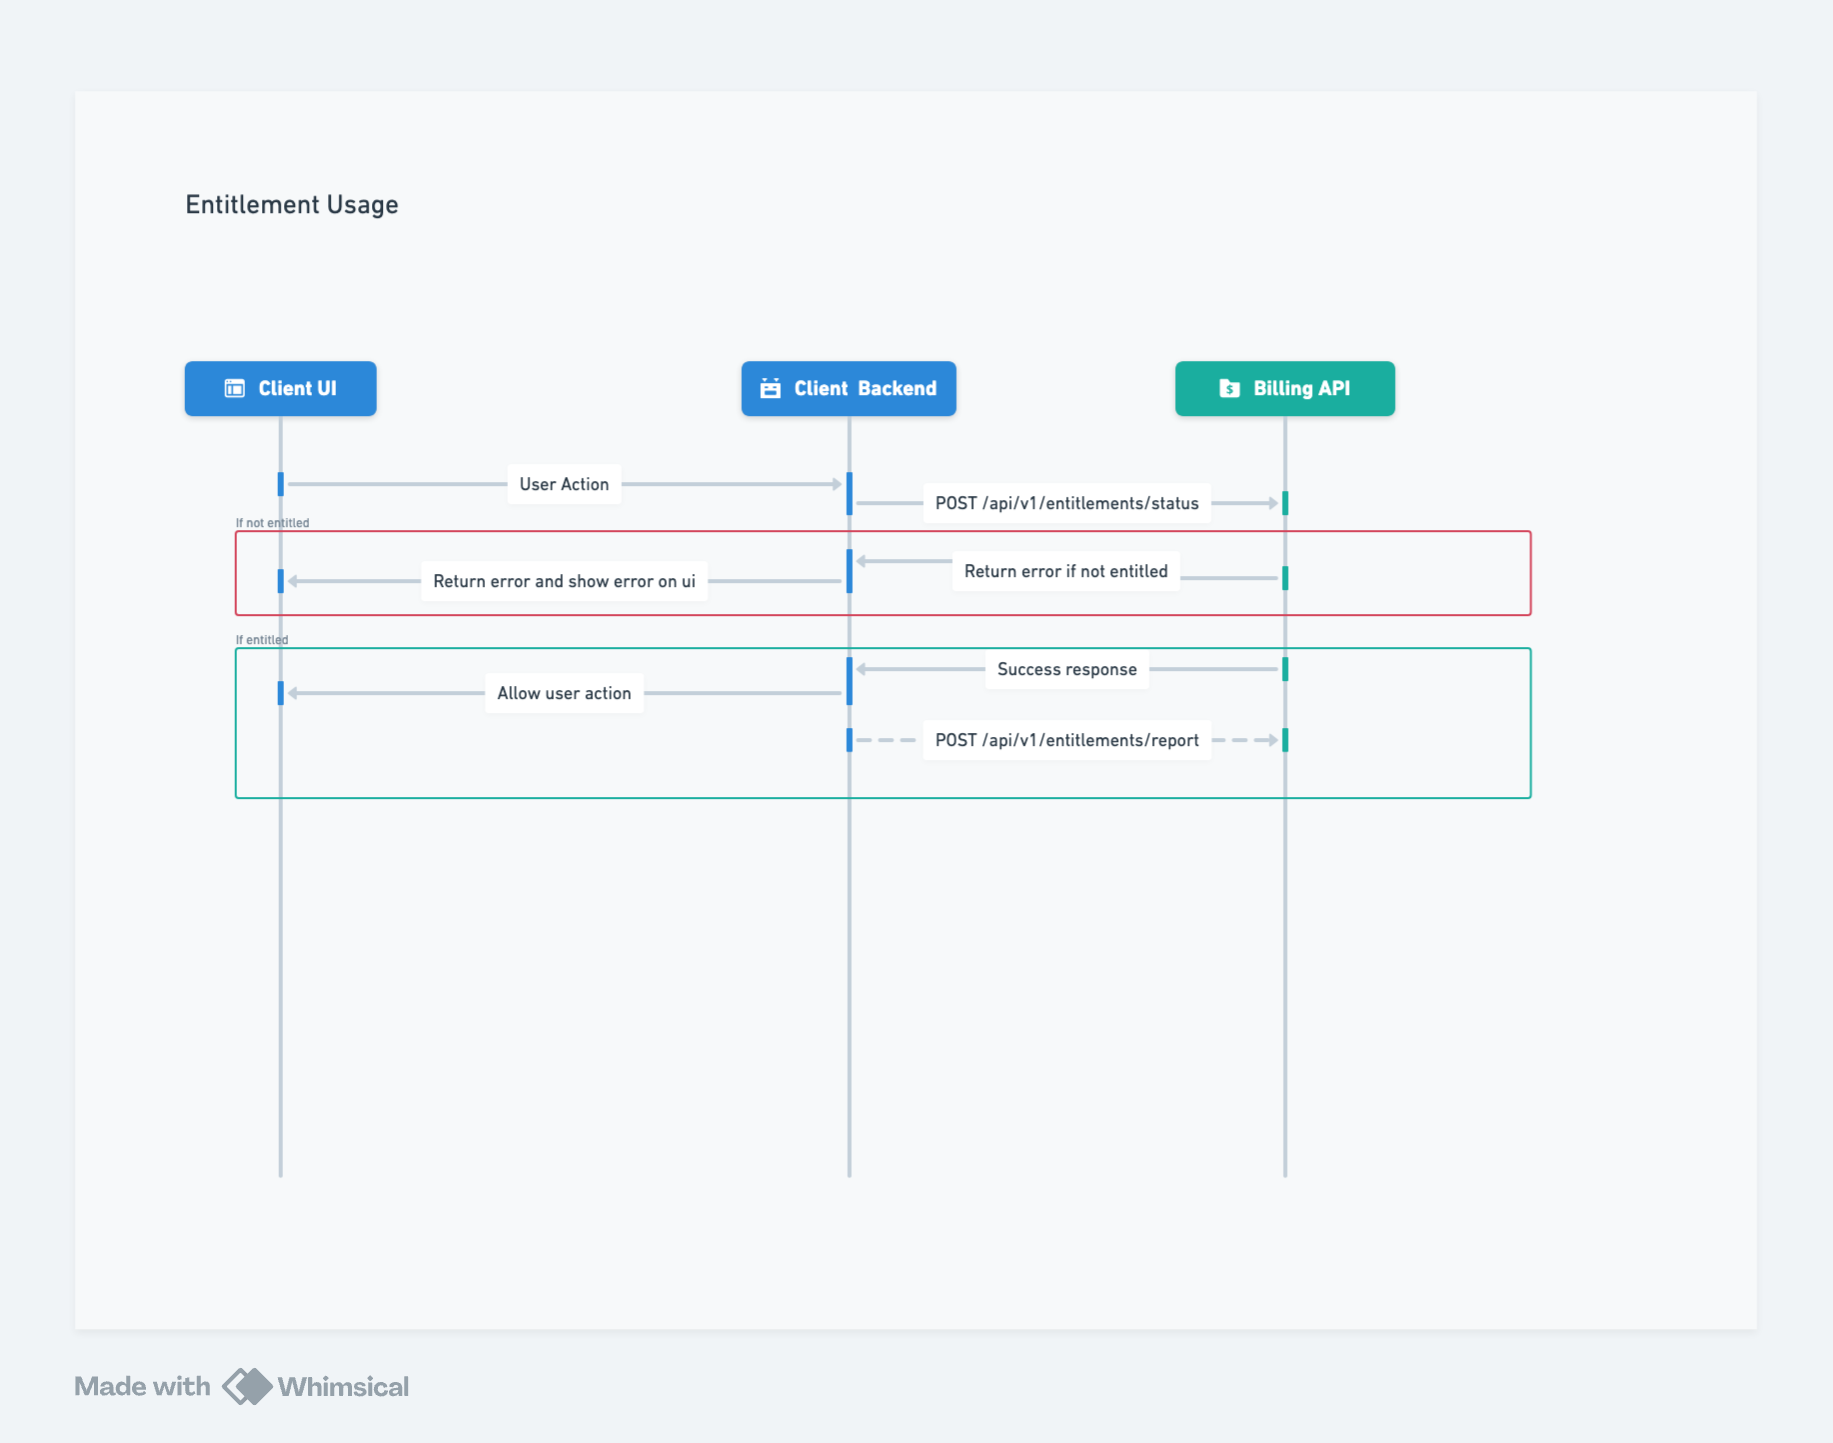 Entitlement Usage
Client UI
Client  Backend
Billing API
User Action
POST /api/v1/entitlements/status
If not entitled
Return error if not entitled
Return error and show error on ui
If entitled
Success response
Allow user action
POST /api/v1/entitlements/report
Made with Whimsical